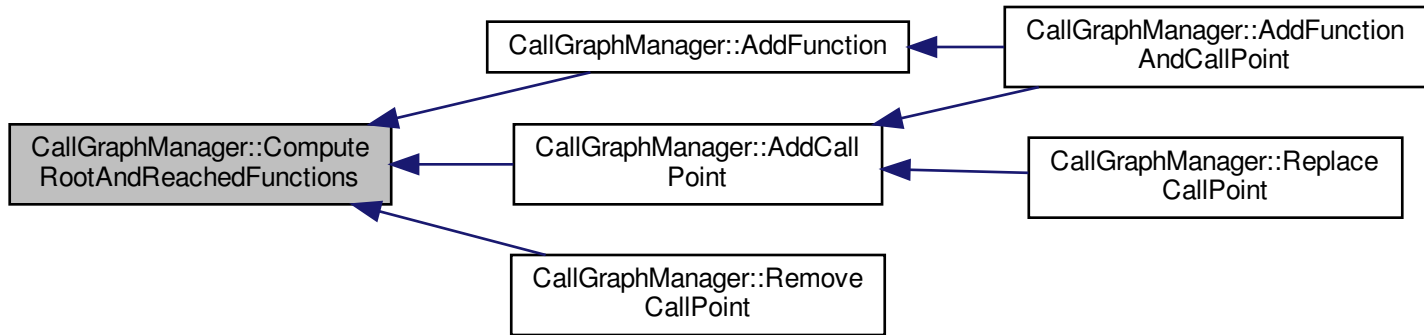 CallGraphManager::AddFunction
CallGraphManager::AddFunction
AndCallPoint
CallGraphManager::Compute
RootAndReachedFunctions
CallGraphManager::AddCall
Point
CallGraphManager::Replace
CallPoint
CallGraphManager::Remove
CallPoint